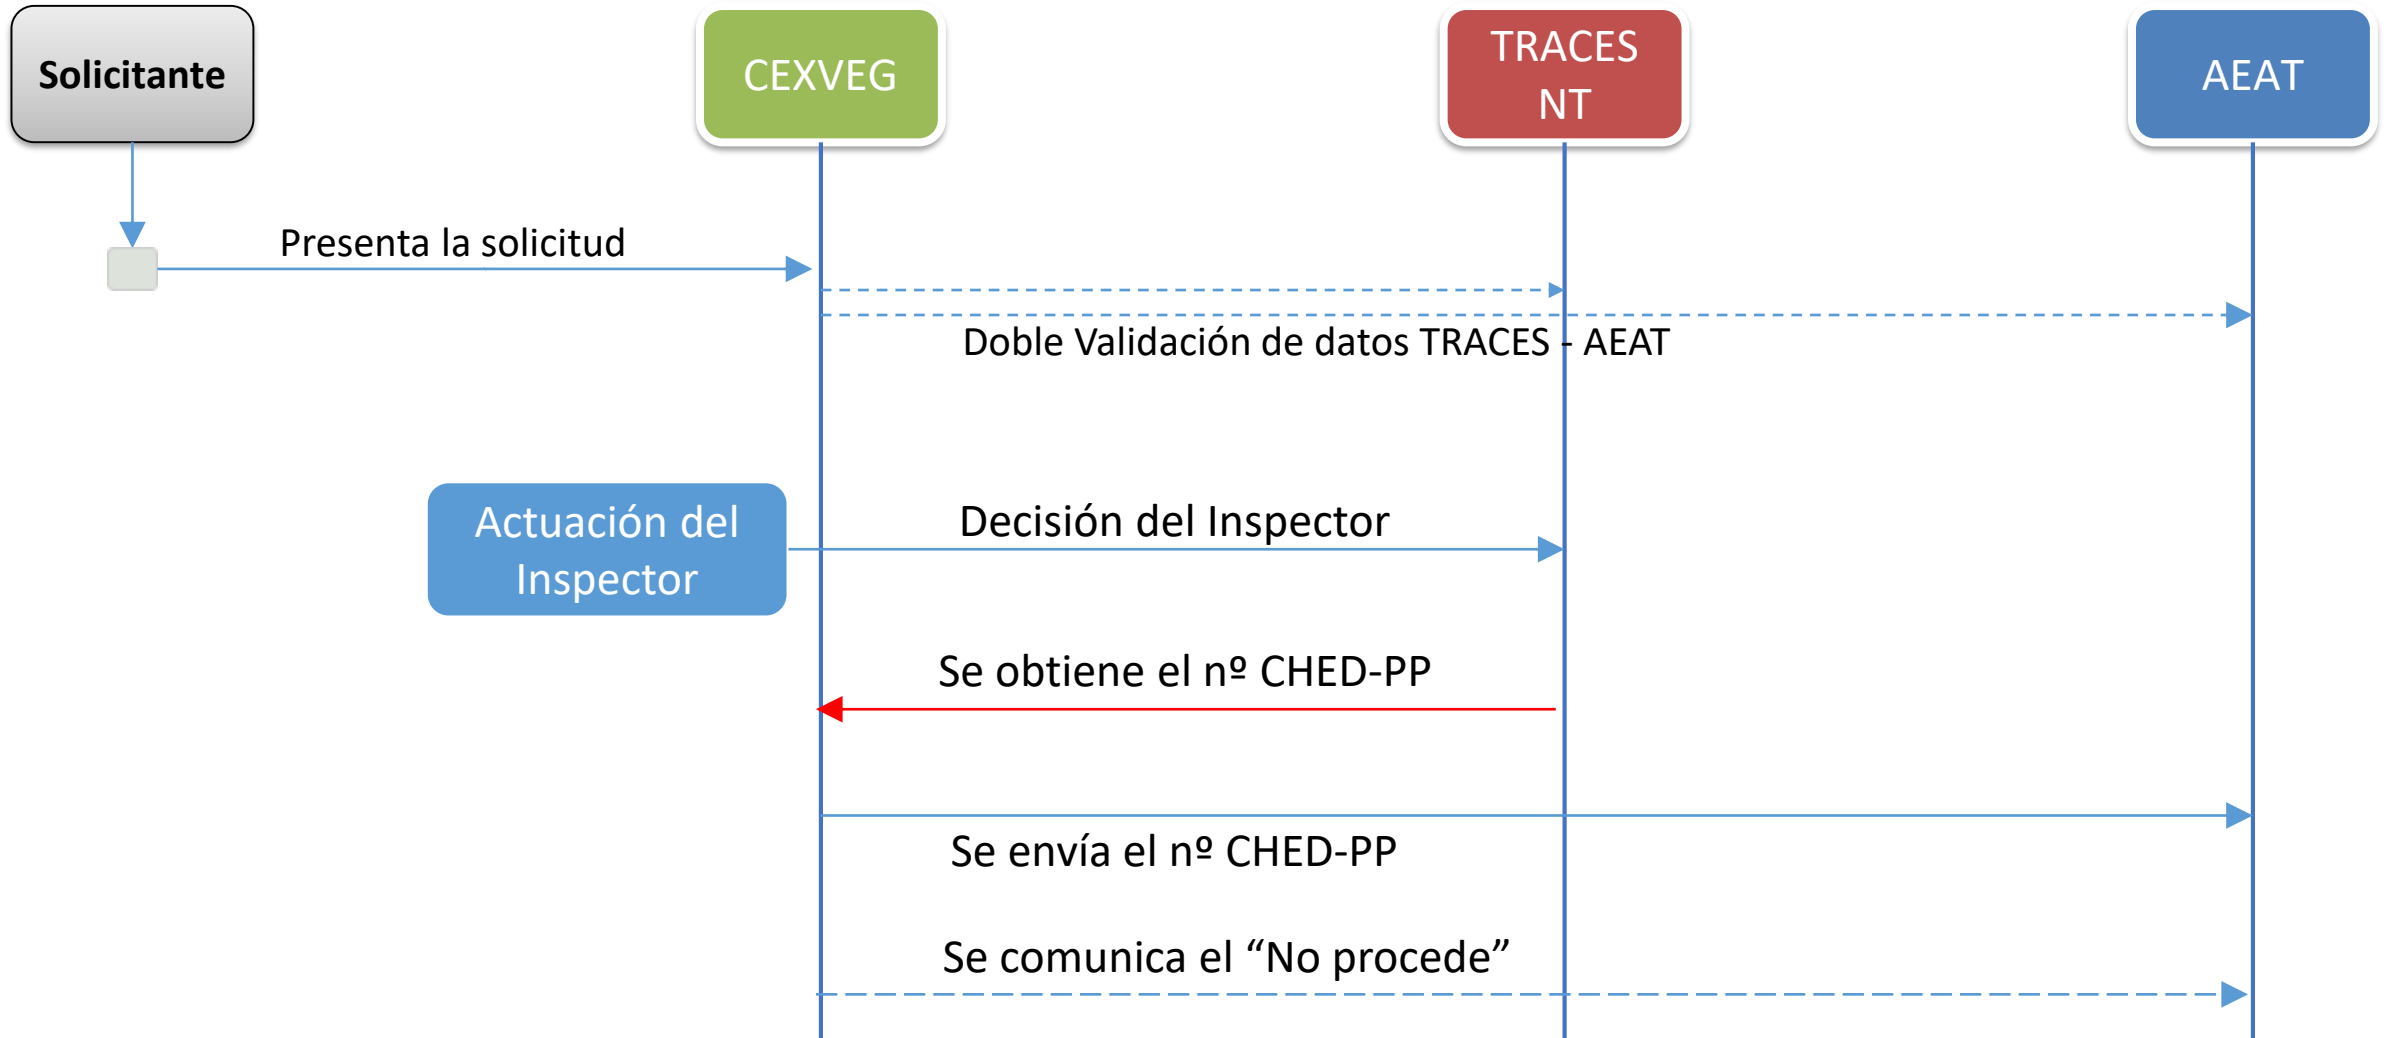 Solicitante
CEXVEG
TRACES
NT
AEAT
Presenta la solicitud
Doble Validación de datos TRACES - AEAT
Actuación del
Inspector
Decisión del Inspector
Se obtiene el nº CHED-PP
Se envía el nº CHED-PP
Se comunica el “No procede”